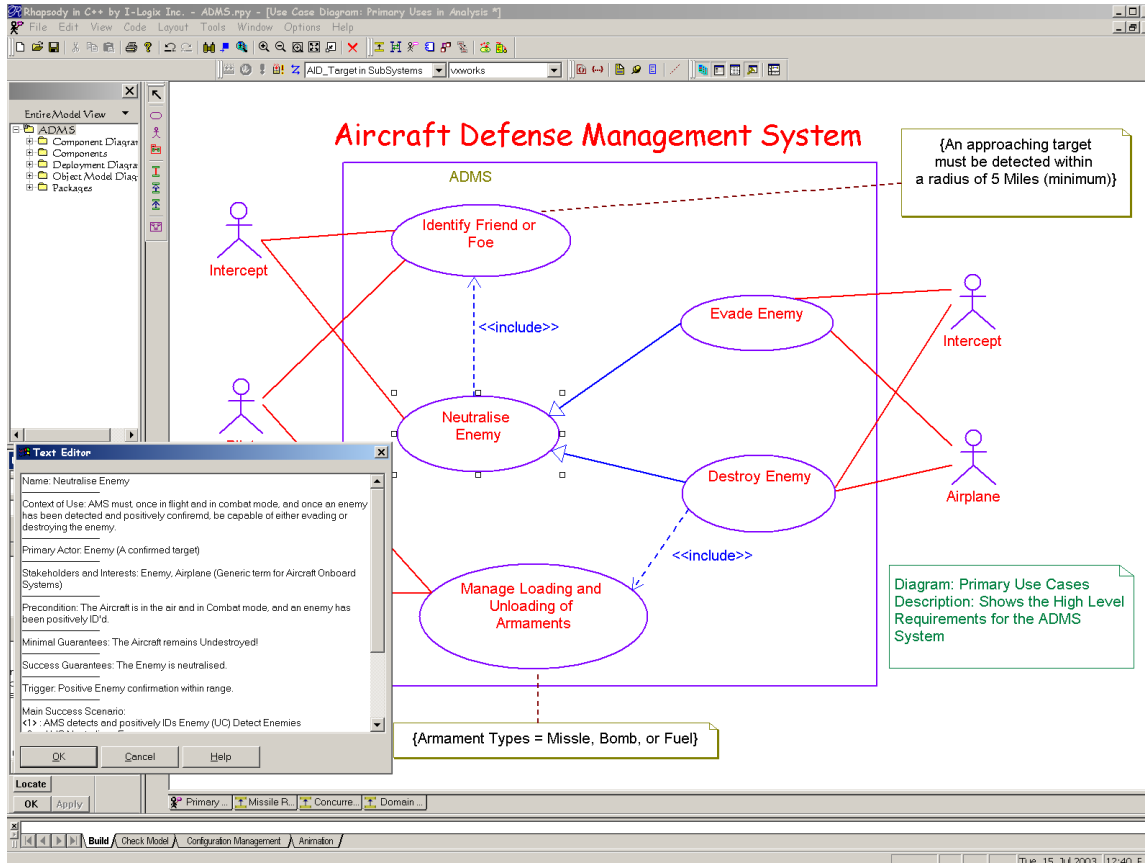 Rhapsody in C++ by I-Logix Inc. - ADMS.rpy - [Use Case Diagram: Primary Uses in Analysis *]
File Edit View Code Layout Tools Window Options Help
AID_Target in SubSystems
vxworks
Entire Model View
ADMS
Component Diagra
Components
Deployment Diagra
Object Model Diag
Packages
Aircraft Defense Management System
ADMS
{An approaching target
must be detected within
a radius of 5 Miles (minimum)}
Identify Friend or
Foe
Intercept
<<include>>
Evade Enemy
Intercept
Neutralise
Enemy
Destroy Enemy
Airplane
<<include>>
Manage Loading and
Unloading of
Armaments
Diagram: Primary Use Cases
Description: Shows the High Level
Requirements for the ADMS
System
{Armament Types = Missle, Bomb, or Fuel}
Text Editor
Name: Neutralise Enemy
Context of Use: AMS must, once in flight and in combat mode, and once an enemy
has been detected and positively confiremd, be capable of either evading or
destroying the enemy.
Primary Actor: Enemy (A confirmed target)
Stakeholders and Interests: Enemy, Airplane (Generic term for Aircraft Onboard
Systems)
Precondition: The Aircraft is in the air and in Combat mode, and an enemy has
been positively ID'd.
Minimal Guarantees: The Aircraft remains Undestroyed!
Success Guarantees: The Enemy is neutralised.
Trigger: Positive Enemy confirmation within range.
Main Success Scenario:
<1> : AMS detects and positively IDs Enemy (UC) Detect Enemies
OK Cancel Help
Locate
OK Apply
Primary ... Missile R... Concurre... Domain ...
Build Check Model Configuration Management Animation
Tue, 15 Jul 2003 12:40